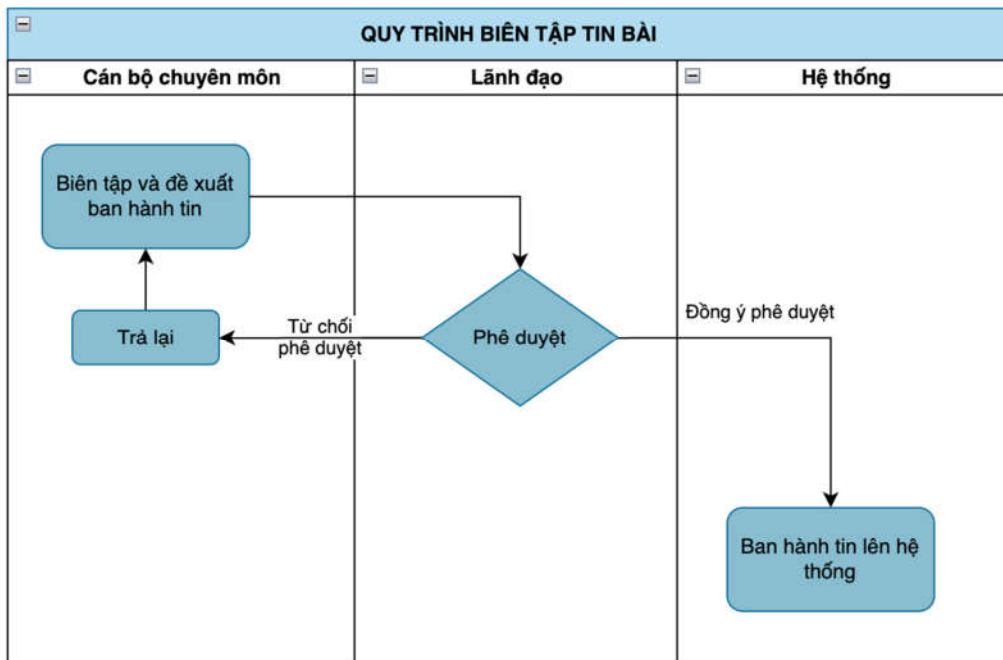 QUY TRÌNH BIÊN TẬP TIN BÀI
Cán bộ chuyên môn
Lãnh đạo
Hệ thống
Biên tập và đề xuất
ban hành tin
Trả lại
Từ chối
phê duyệt
Phê duyệt
Đồng ý phê duyệt
Ban hành tin lên hệ
thống